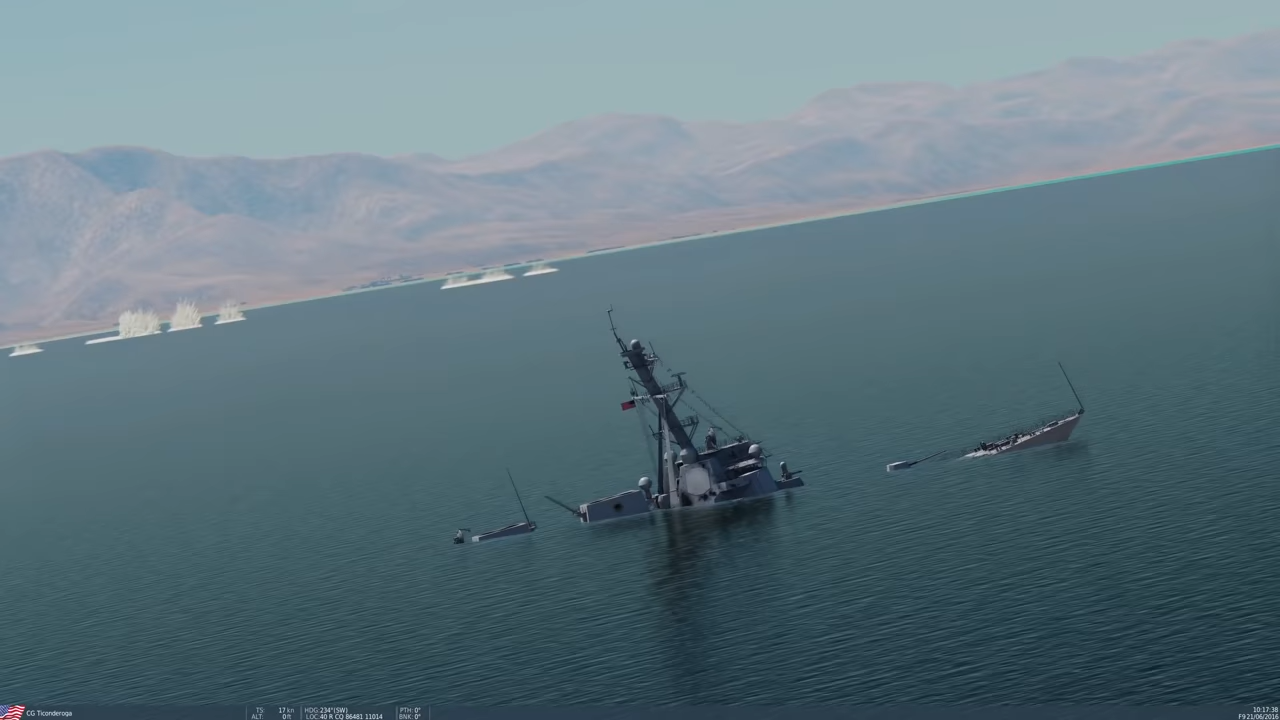 CG Ticonderoga
TS: 17 kn
ALT: 0 ft
HDG: 234°(SW)
LOC: 40 R CQ 86481 11014
PTH: 0°
BNK: 0°
10:17:38
F9 21/06/2016